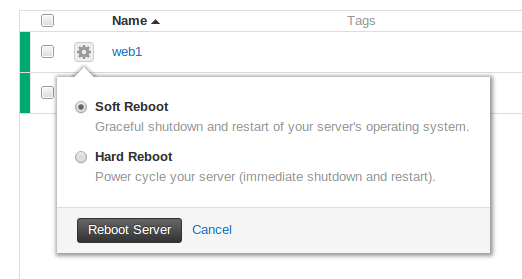 Name Tags
web1
Soft Reboot
Graceful shutdown and restart of your server's operating system.
Hard Reboot
Power cycle your server (immediate shutdown and restart).
Reboot Server Cancel